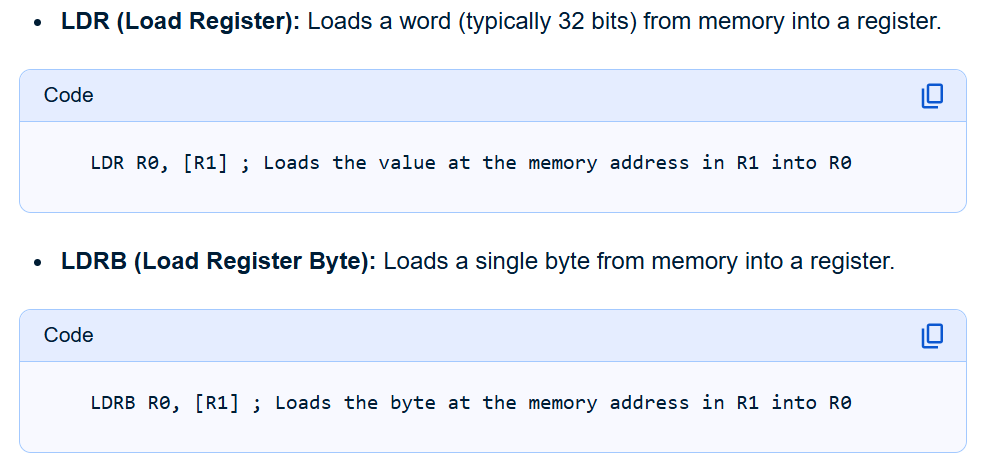 LDR (Load Register): Loads a word (typically 32 bits) from memory into a register.
Code
LDR R0, [R1] ; Loads the value at the memory address in R1 into R0
LDRB (Load Register Byte): Loads a single byte from memory into a register.
Code
LDRB R0, [R1] ; Loads the byte at the memory address in R1 into R0